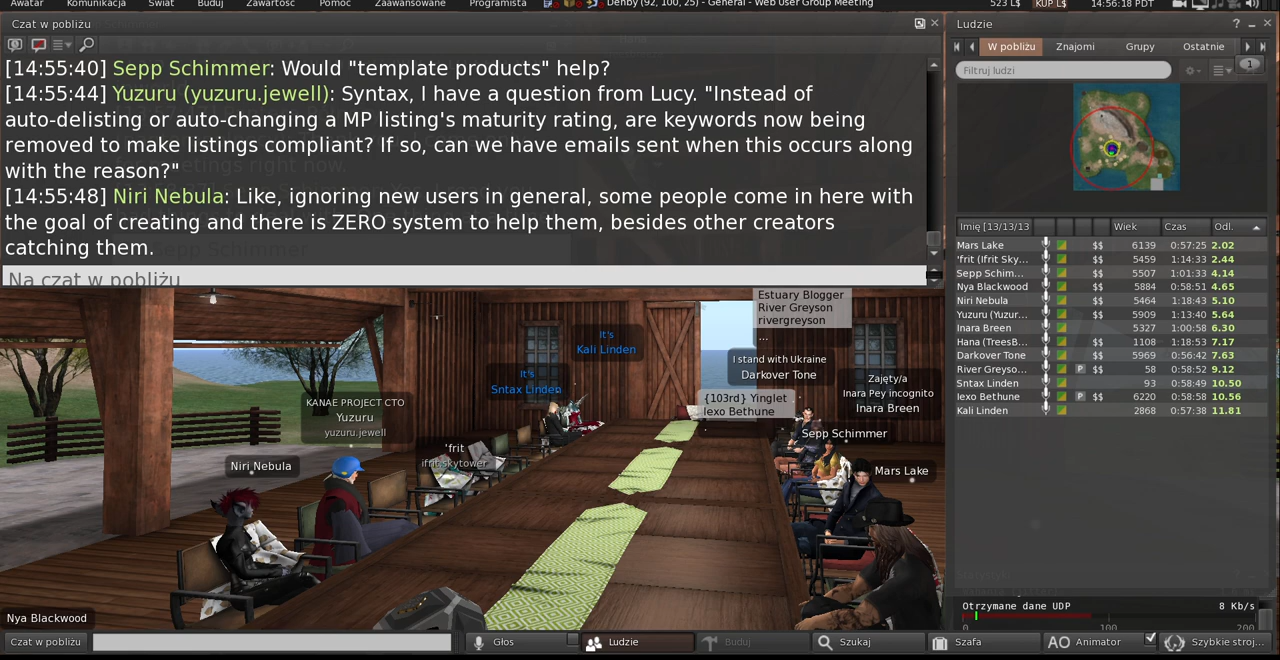 Awatar Komunikacja Świat Buduj Zawartość Pomoc Zaawansowane Programista Denby (92, 100, 25) - General - Web User Group Meeting 523 L$ KUP L$ 14:56:18 PDT
Czat w pobliżu
[14:55:40] Sepp Schimmer: Would "template products" help?
[14:55:44] Yuzuru (yuzuru.jewell): Syntax, I have a question from Lucy. "Instead of
auto-delisting or auto-changing a MP listing's maturity rating, are keywords now being
removed to make listings compliant? If so, can we have emails sent when this occurs along
with the reason?"
[14:55:48] Niri Nebula: Like, ignoring new users in general, some people come in here with
the goal of creating and there is ZERO system to help them, besides other creators
catching them.
Na czat w pobliżu
Estuary Blogger
River Greyson
rivergreyson
...
It's
Kali Linden
I stand with Ukraine
Darkover Tone
It's
Sntax Linden
Zajęty/a
Inara Pey incognito
Inara Breen
{103rd} Yinglet
Iexo Bethune
KANAE PROJECT CTO
Yuzuru
yuzuru.jewell
Sepp Schimmer
'frit
ifrit.skytower
Niri Nebula
Mars Lake
Nya Blackwood
Ludzie
W pobliżu Znajomi Grupy Ostatnie
Filtruj ludzi
1
Imię [13/13/13 Wiek Czas Odl.
Mars Lake 6139 0:57:25 2.02
'frit (Ifrit Sky... $$ 5459 1:14:33 2.44
Sepp Schim... $$ 5507 1:01:33 4.14
Nya Blackwood $$ 5884 0:58:51 4.65
Niri Nebula $$ 5464 1:18:43 5.10
Yuzuru (Yuzur... $$ 5909 1:13:40 5.64
Inara Breen 5327 1:00:58 6.30
Hana (TreesB... $$ 1108 1:18:53 7.17
Darkover Tone $$ 5969 0:56:42 7.63
River Greyso... P $$ 58 0:58:52 9.12
Sntax Linden 93 0:58:49 10.50
Iexo Bethune P $$ 6220 0:58:58 10.56
Kali Linden 2868 0:57:38 11.81
Otrzymane dane UDP 8 Kb/s
0 100 200
Czat w pobliżu Głos Ludzie Buduj Szukaj Szafa AO Animator Szybkie stroj...